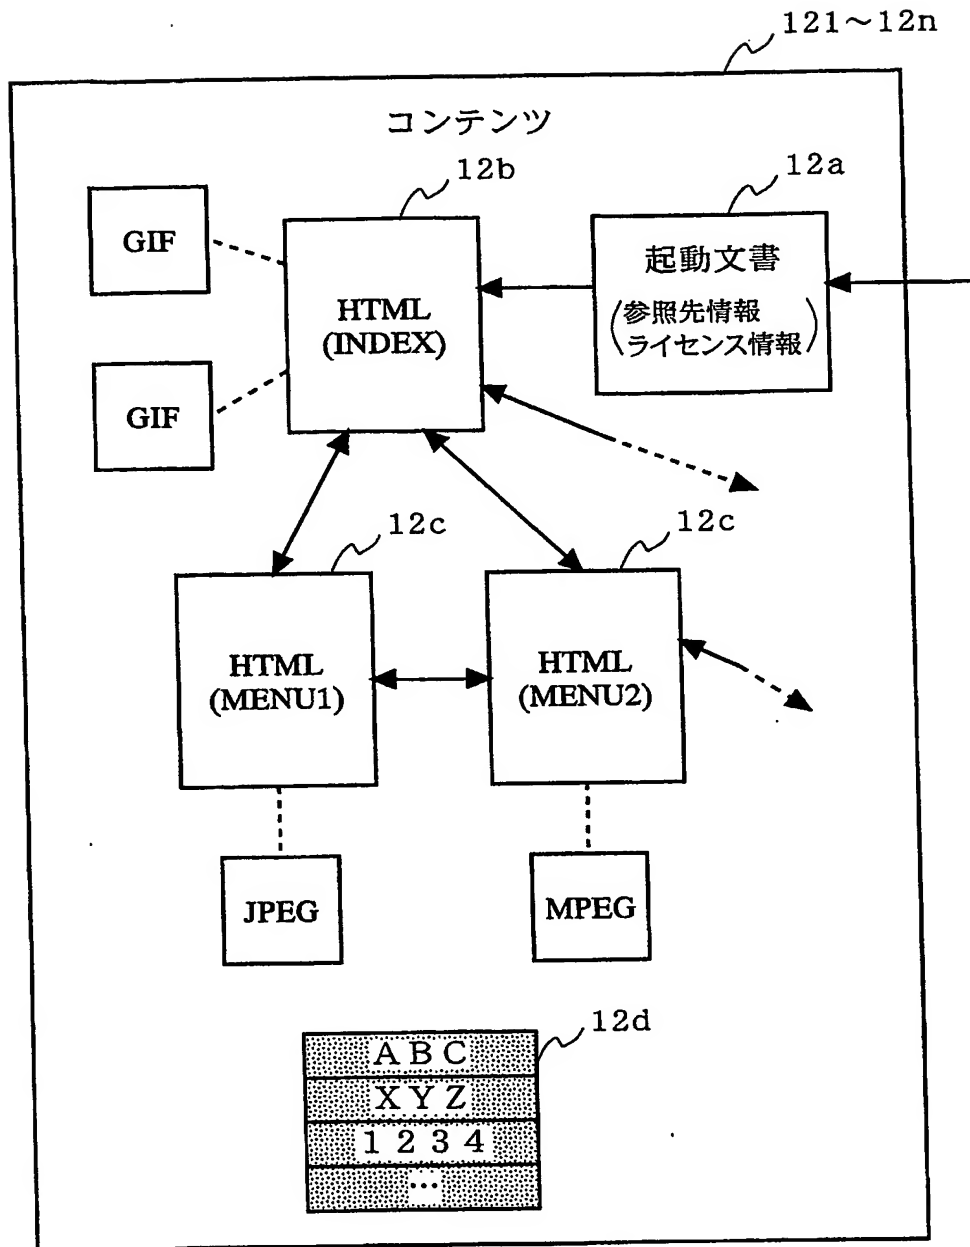 121～12n
コンテンツ
12b
12a
GIF
HTML
(INDEX)
起動文書
(参照先情報
ライセンス情報)
GIF
12c
12c
HTML
(MENU1)
HTML
(MENU2)
JPEG
MPEG
12d
ABC
XYZ
1234
…